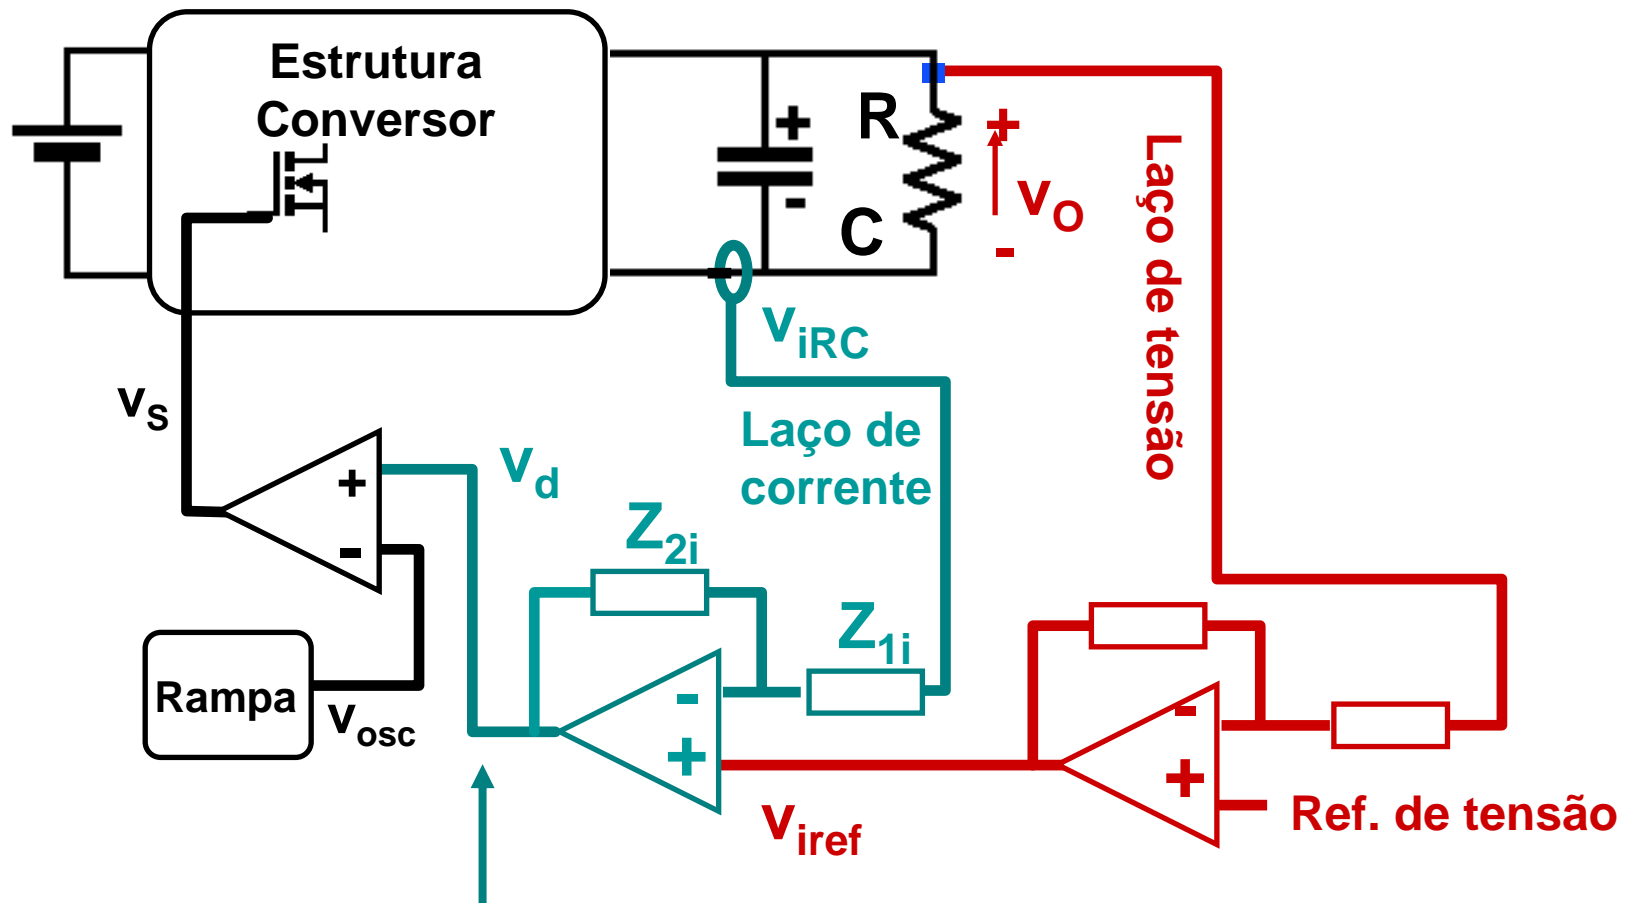 Estrutura
Conversor
+
R
+
-
C
vO
-
Laço de tensão
viRC
vS
Laço de
corrente
vd
+
-
Z2i
Z1i
Rampa
vosc
-
+
-
+
viref
Ref. de tensão